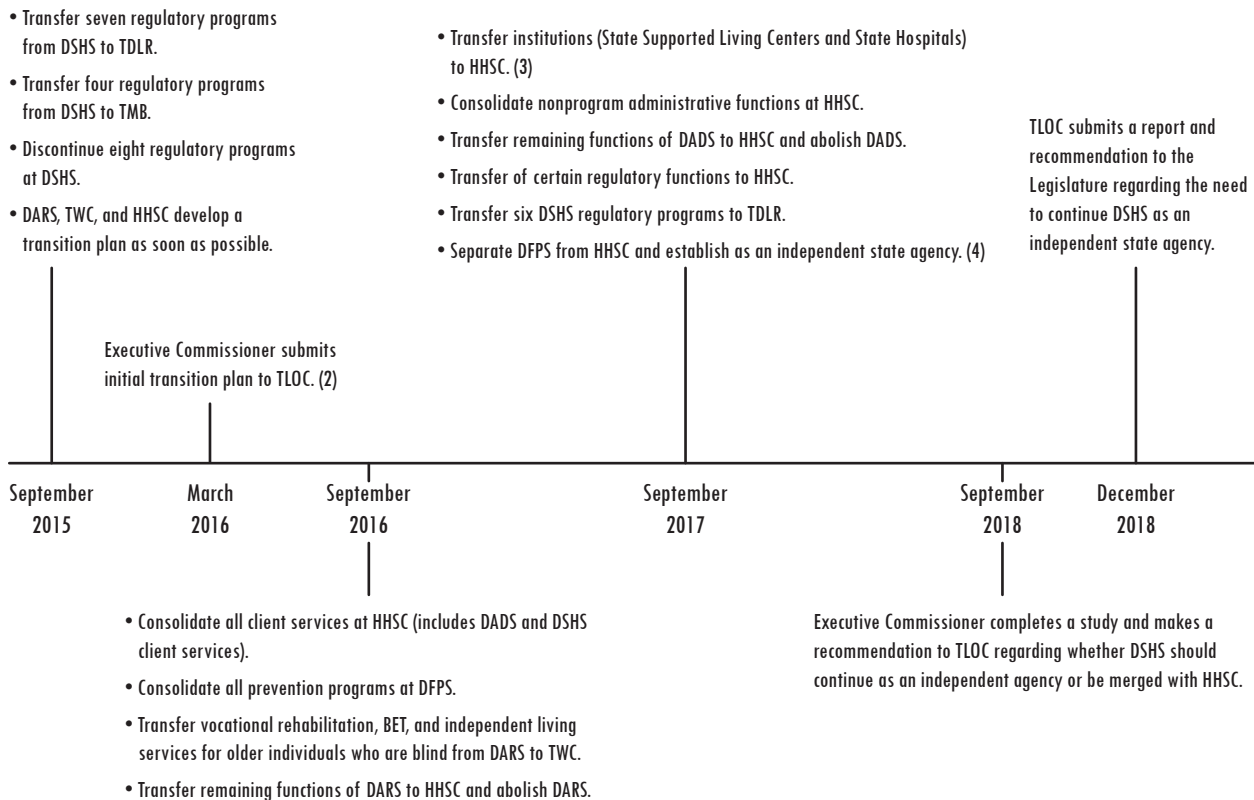 • Transfer seven regulatory programs
from DSHS to TDLR.
• Transfer four regulatory programs
from DSHS to TMB.
• Discontinue eight regulatory programs
at DSHS.
• DARS, TWC, and HHSC develop a
transition plan as soon as possible.
Executive Commissioner submits
initial transition plan to TLOC. (2)
• Transfer institutions (State Supported Living Centers and State Hospitals)
to HHSC. (3)
• Consolidate nonprogram administrative functions at HHSC.
• Transfer remaining functions of DADS to HHSC and abolish DADS.
• Transfer of certain regulatory functions to HHSC.
• Transfer six DSHS regulatory programs to TDLR.
• Separate DFPS from HHSC and establish as an independent state agency. (4)
TLOC submits a report and
recommendation to the
Legislature regarding the need
to continue DSHS as an
independent state agency.
September
2015
March
2016
September
2016
September
2017
September
2018
December
2018
• Consolidate all client services at HHSC (includes DADS and DSHS
client services).
• Consolidate all prevention programs at DFPS.
• Transfer vocational rehabilitation, BET, and independent living
services for older individuals who are blind from DARS to TWC.
• Transfer remaining functions of DARS to HHSC and abolish DARS.
Executive Commissioner completes a study and makes a
recommendation to TLOC regarding whether DSHS should
continue as an independent agency or be merged with HHSC.